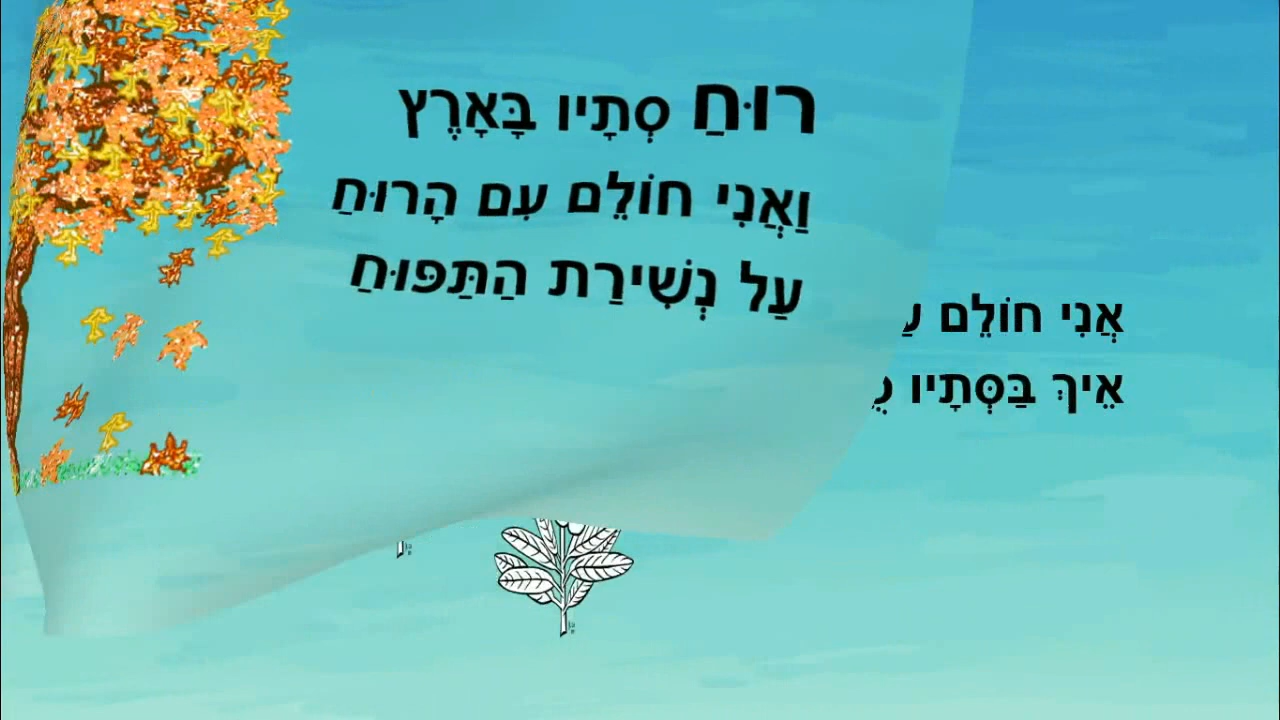 רוּחַ סְתָיו בָּאָרֶץ
וַאֲנִי חוֹלֵם עִם הָרוּחַ
עַל נְשִׁירַת הַתַּפּוּחַ
אֲנִי חוֹלֵם
אֵיךְ בַּסְּתָיו